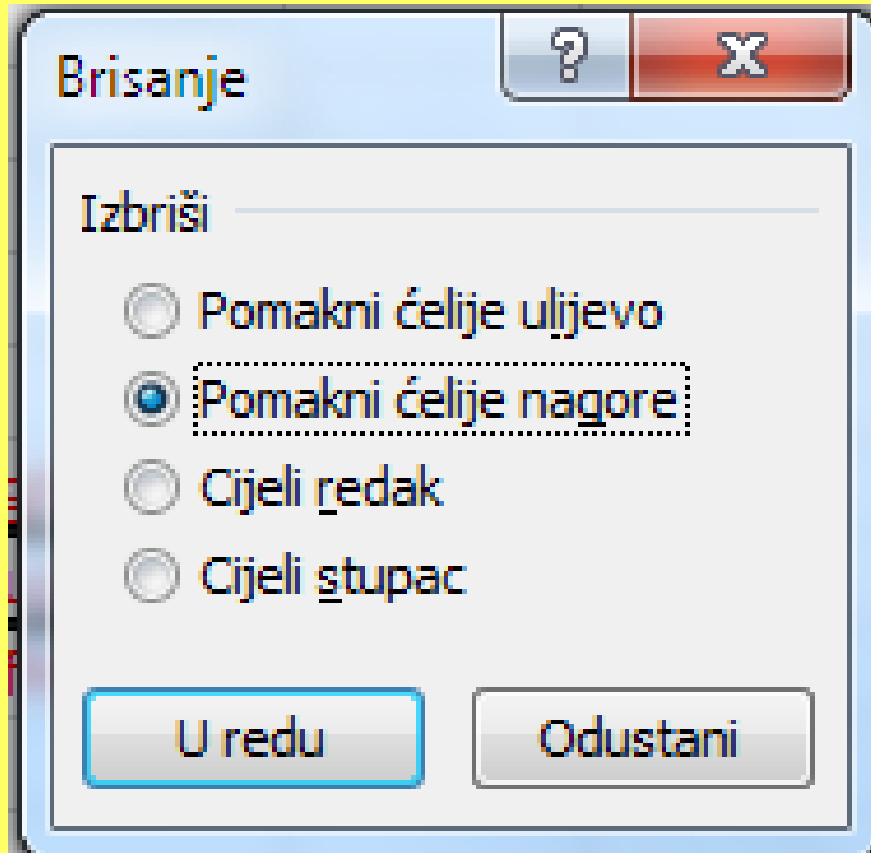 Brisanje
Izbriši
Pomakni ćelije ulijevo
Pomakni ćelije nagore
Cijeli redak
Cijeli stupac
U redu
Odustani